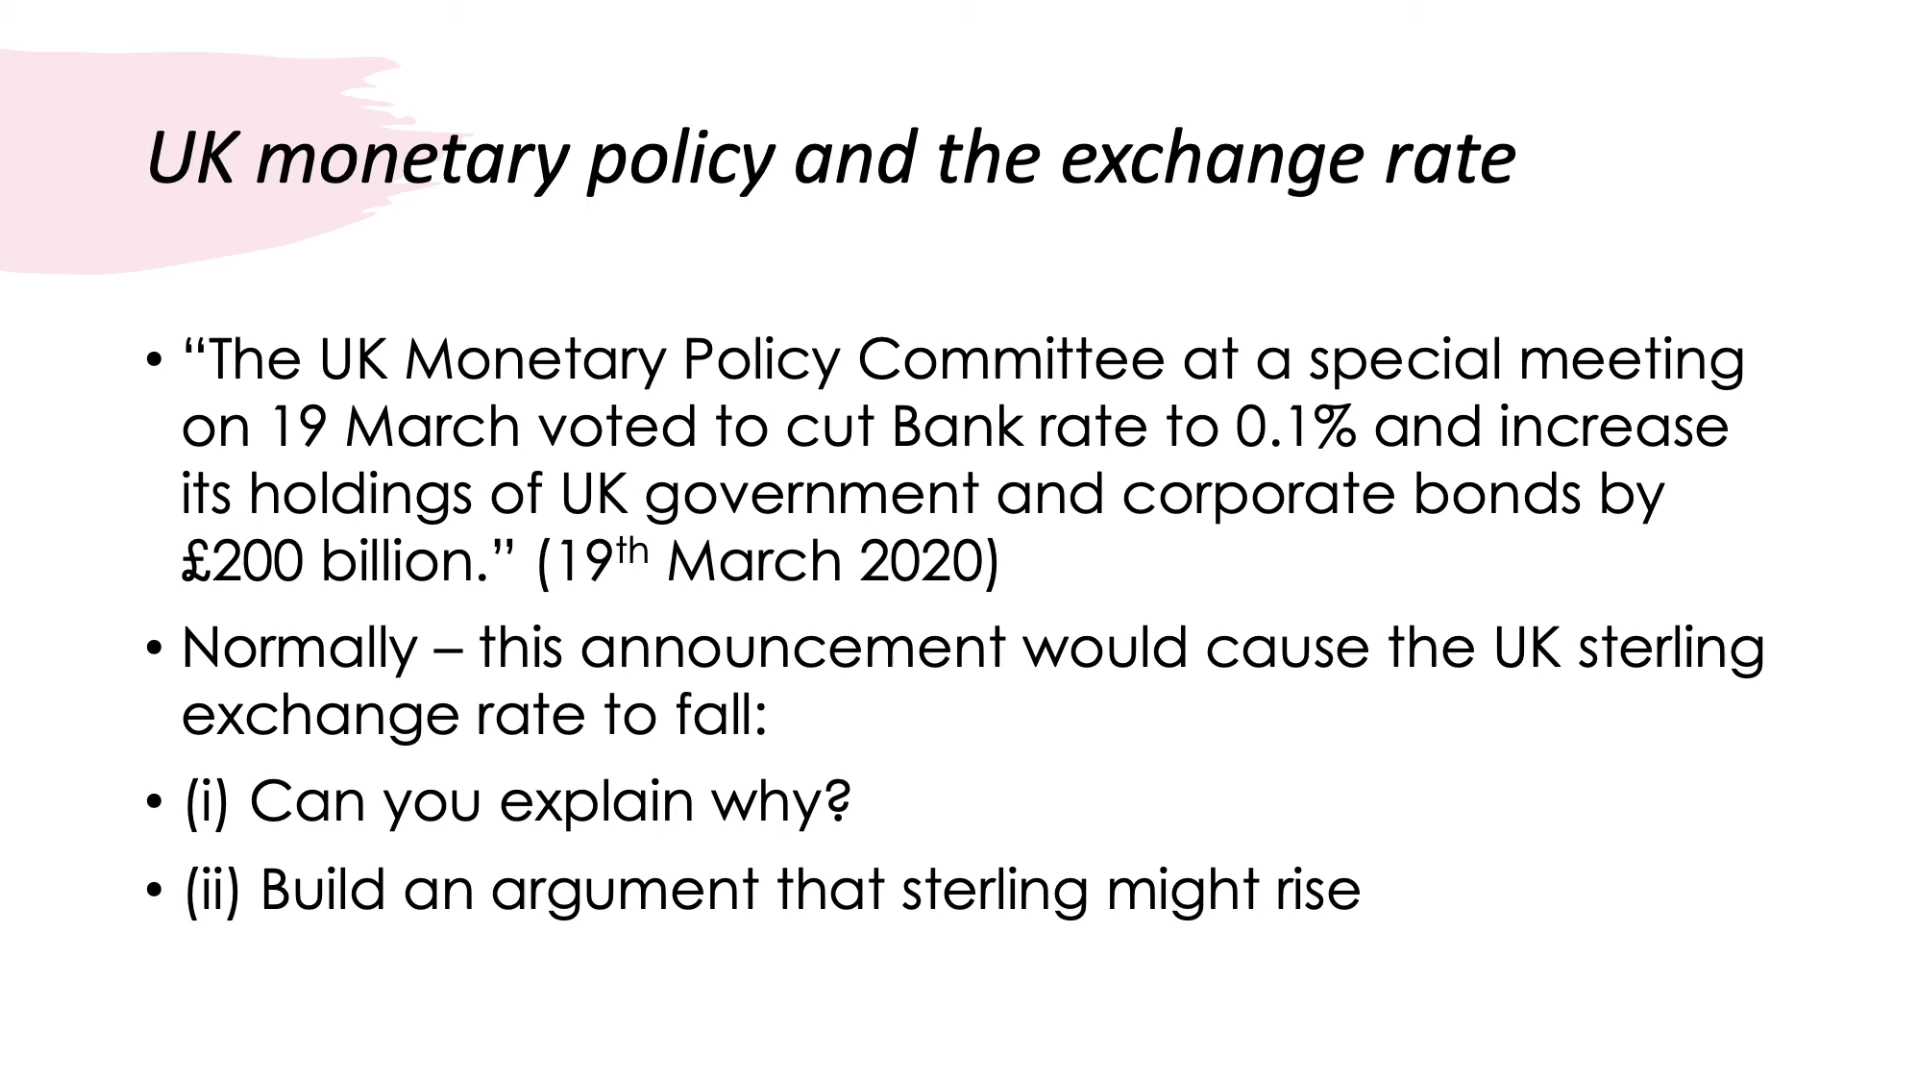 UK monetary policy and the exchange rate
• “The UK Monetary Policy Committee at a special meeting
on 19 March voted to cut Bank rate to 0.1% and increase
its holdings of UK government and corporate bonds by
£200 billion.” (19th March 2020)
• Normally – this announcement would cause the UK sterling
exchange rate to fall:
• (i) Can you explain why?
• (ii) Build an argument that sterling might rise